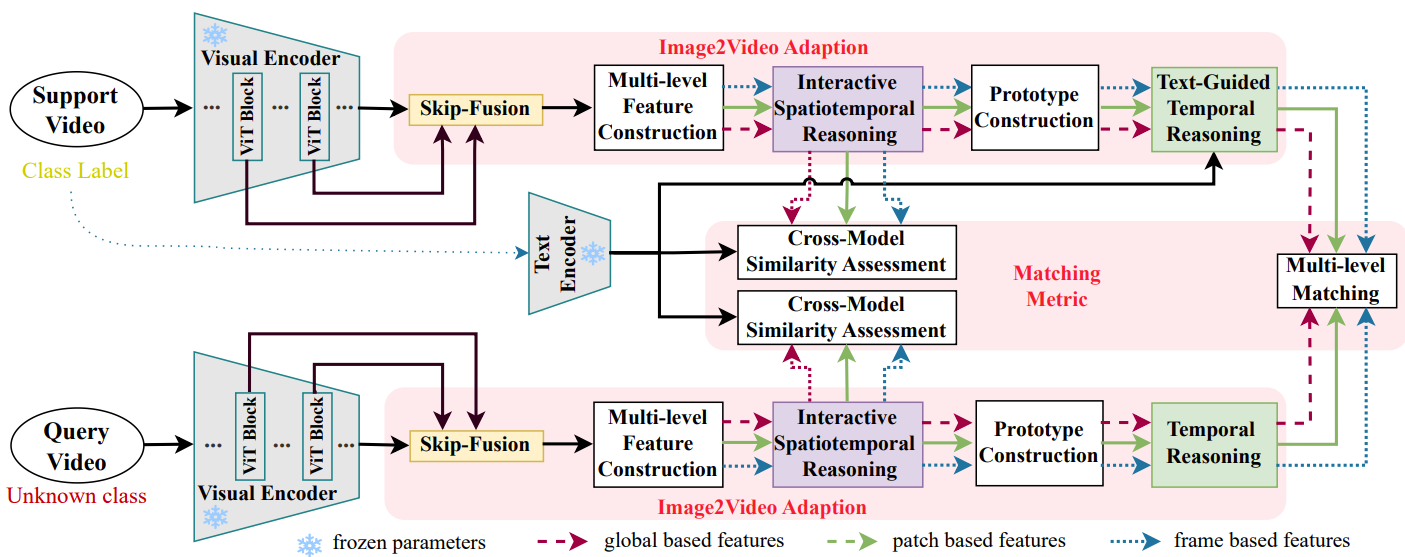 Image2Video Adaption
Visual Encoder
Support
Video
Class Label
...
ViT Block
...
ViT Block
...
Skip-Fusion
Multi-level
Feature
Construction
Interactive
Spatiotemporal
Reasoning
Prototype
Construction
Text-Guided
Temporal
Reasoning
Text
Encoder
Cross-Model
Similarity Assessment
Matching
Metric
Multi-level
Matching
Cross-Model
Similarity Assessment
Query
Video
Unknown class
...
ViT Block
...
ViT Block
...
Visual Encoder
Skip-Fusion
Multi-level
Feature
Construction
Interactive
Spatiotemporal
Reasoning
Prototype
Construction
Temporal
Reasoning
Image2Video Adaption
frozen parameters
global based features
patch based features
frame based features